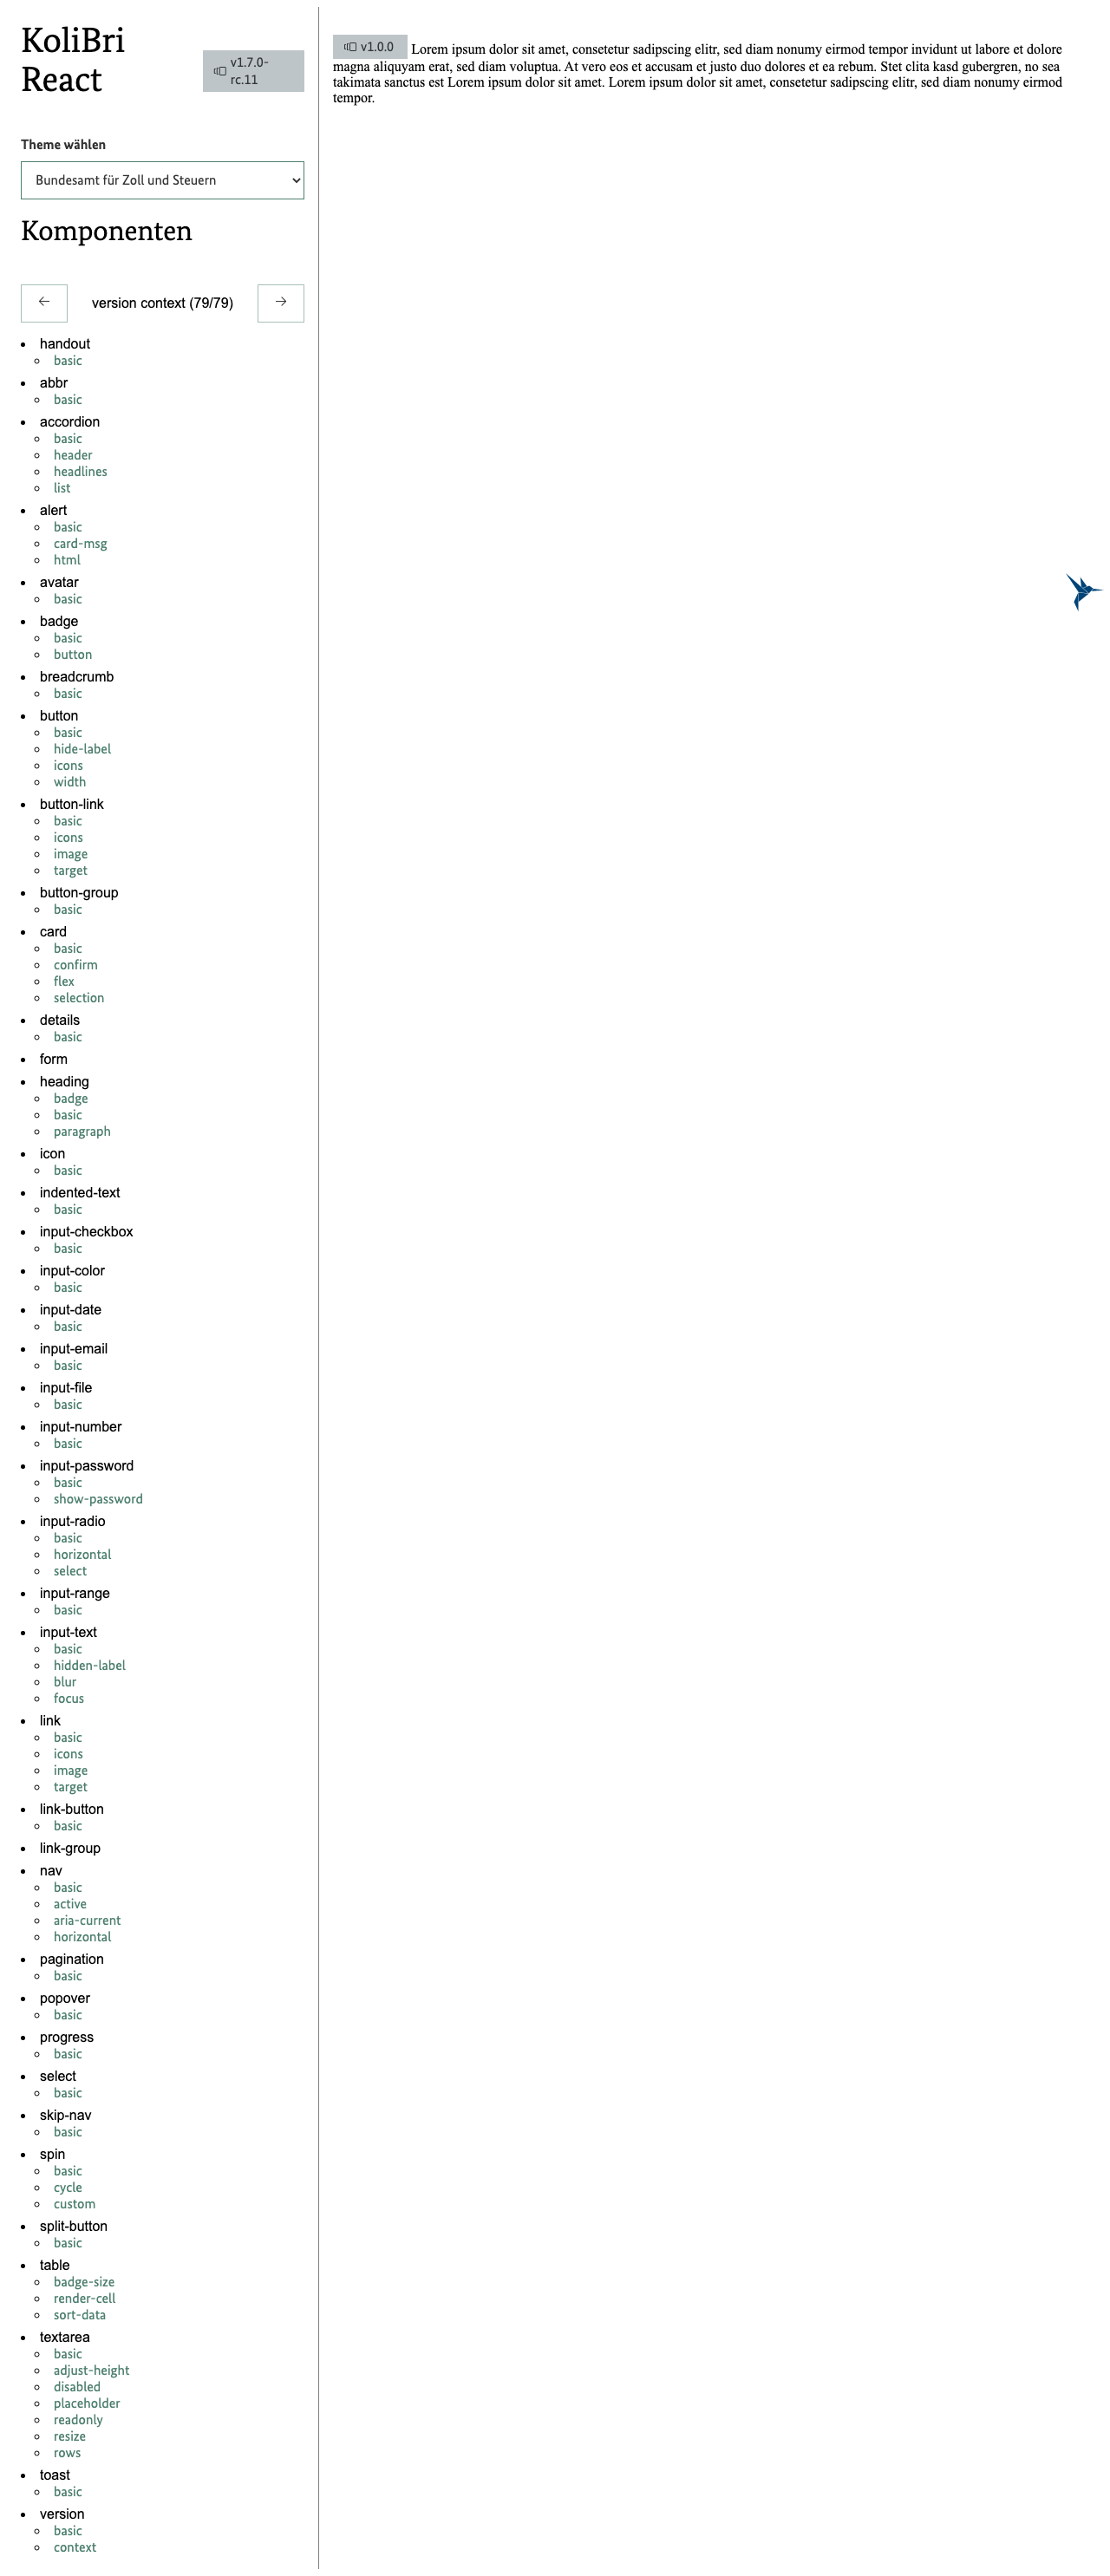 KoliBri
React
v1.7.0-
rc.11
Theme wählen
Bundesamt für Zoll und Steuern
Komponenten
version context (79/79)
handout
basic
abbr
basic
accordion
basic
header
headlines
list
alert
basic
card-msg
html
avatar
basic
badge
basic
button
breadcrumb
basic
button
basic
hide-label
icons
width
button-link
basic
icons
image
target
button-group
basic
card
basic
confirm
flex
selection
details
basic
form
heading
badge
basic
paragraph
icon
basic
indented-text
basic
input-checkbox
basic
input-color
basic
input-date
basic
input-email
basic
input-file
basic
input-number
basic
input-password
basic
show-password
input-radio
basic
horizontal
select
input-range
basic
input-text
basic
hidden-label
blur
focus
link
basic
icons
image
target
link-button
basic
link-group
nav
basic
active
aria-current
horizontal
pagination
basic
popover
basic
progress
basic
select
basic
skip-nav
basic
spin
basic
cycle
custom
split-button
basic
table
badge-size
render-cell
sort-data
textarea
basic
adjust-height
disabled
placeholder
readonly
resize
rows
toast
basic
version
basic
context
v1.0.0 Lorem ipsum dolor sit amet, consetetur sadipscing elitr, sed diam nonumy eirmod tempor invidunt ut labore et dolore
magna aliquyam erat, sed diam voluptua. At vero eos et accusam et justo duo dolores et ea rebum. Stet clita kasd gubergren, no sea
takimata sanctus est Lorem ipsum dolor sit amet. Lorem ipsum dolor sit amet, consetetur sadipscing elitr, sed diam nonumy eirmod
tempor.